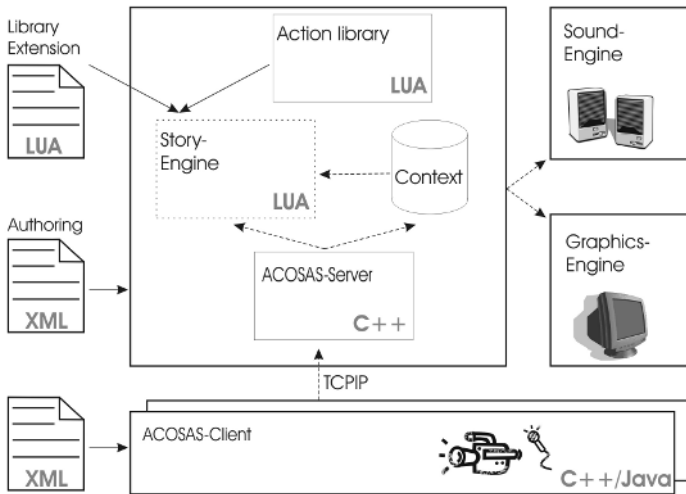 Library
Extension
LUA
Action library
LUA
Sound-
Engine
Story-
Engine
LUA
Context
Authoring
XML
ACOSAS-Server
C++
Graphics-
Engine
TCPIP
XML
ACOSAS-Client
C++/Java